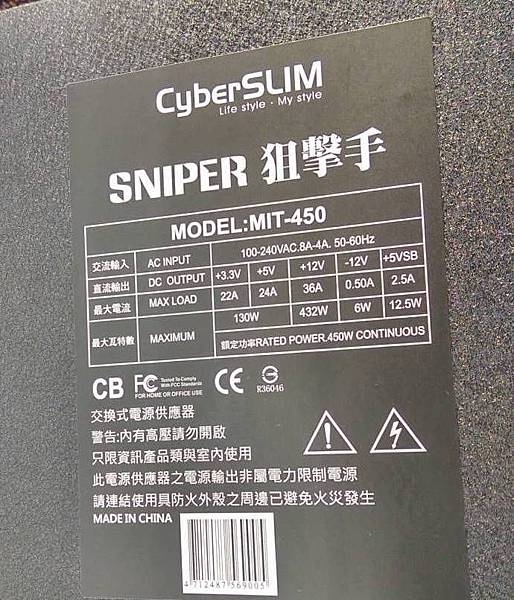 CyberSLIM
Life style · My style
SNIPER 狙擊手
MODEL:MIT-450
交流輸入 AC INPUT 100-240VAC.8A-4A. 50-60Hz
直流輸出 DC OUTPUT +3.3V +5V +12V -12V +5VSB
最大電流 MAX LOAD 22A 24A 36A 0.50A 2.5A
最大瓦特數 MAXIMUM 130W 432W 6W 12.5W
額定功率RATED POWER.450W CONTINUOUS
CB FC Tested To Comply With FCC Standards FOR HOME OR OFFICE USE CE R36046
交換式電源供應器
警告:內有高壓請勿開啟
只限資訊產品類與室內使用
此電源供應器之電源輸出非屬電力限制電源
請連結使用具防火外殼之周邊已避免火災發生
MADE IN CHINA
4712487569005